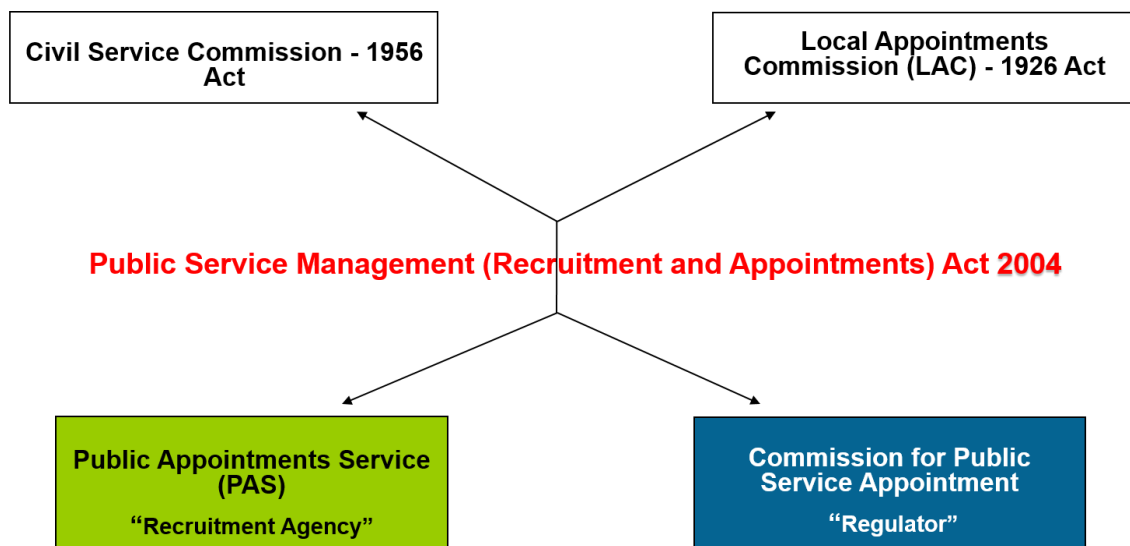 Civil Service Commission - 1956
Act
Local Appointments
Commission (LAC) - 1926 Act
Public Service Management (Recruitment and Appointments) Act 2004
Public Appointments Service
(PAS)
“Recruitment Agency”
Commission for Public
Service Appointment
“Regulator”